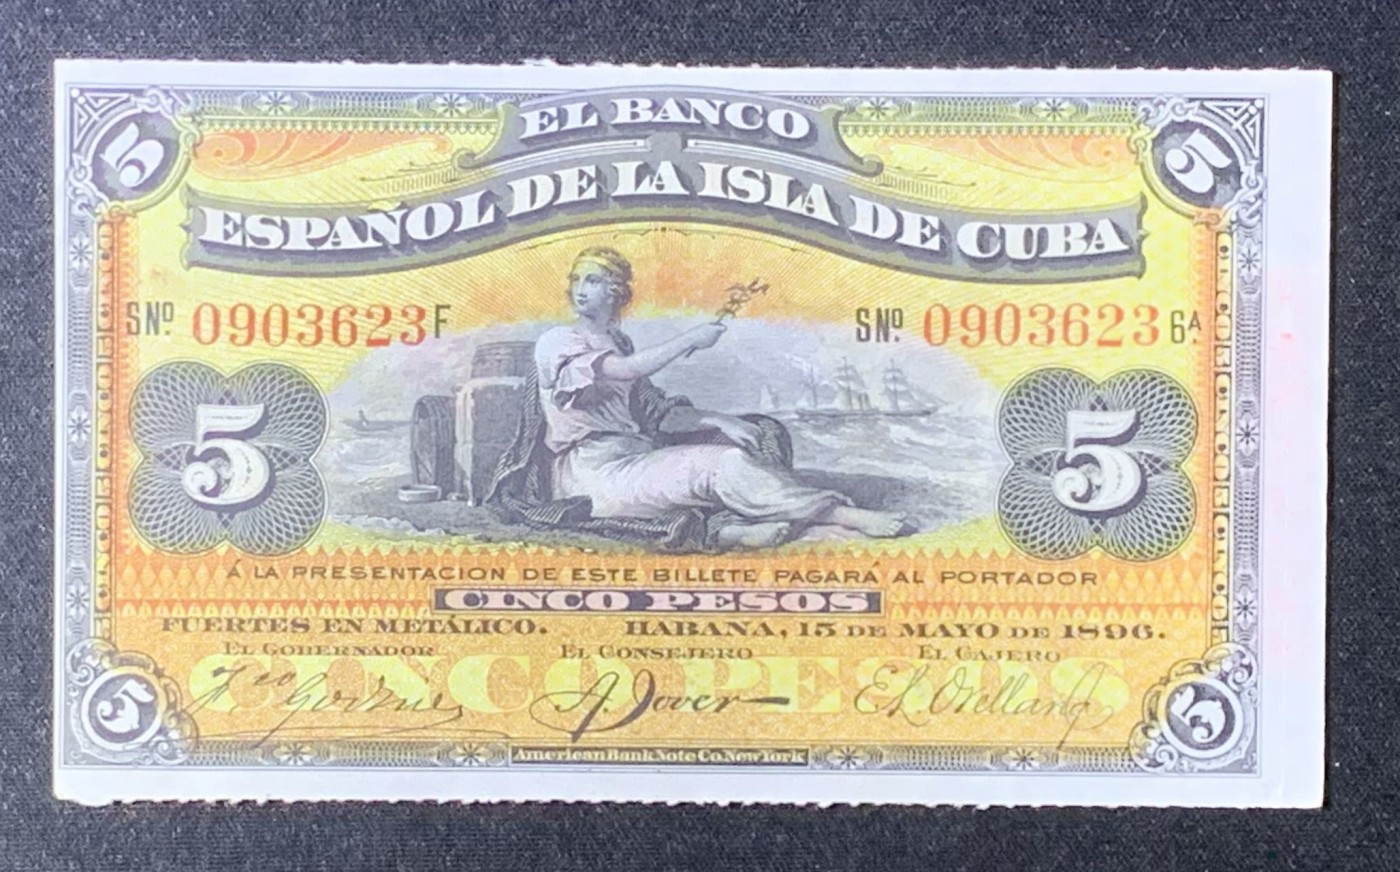 5 EL BANCO 5
ESPAÑOL DE LA ISLA DE CUBA
SNº. 0903623 F SNº. 0903623 6ª.
5 5
Á LA PRESENTACION DE ESTE BILLETE PAGARÁ AL PORTADOR
CINCO PESOS
FUERTES EN METÁLICO. HABANA, 15 DE MAYO DE 1896.
EL GOBERNADOR EL CONSEJERO EL CAJERO
CINCO PESOS
A. Jover
5 American Bank Note Co. New York 5